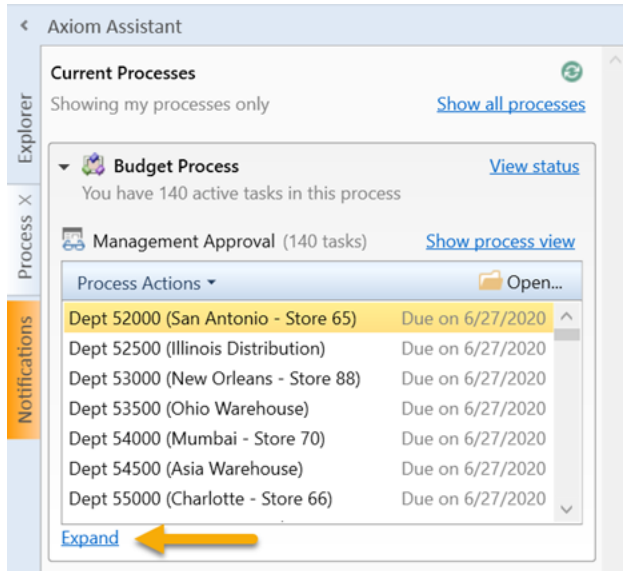 Axiom Assistant
Explorer
Process X
Notifications
Current Processes
Showing my processes only Show all processes
Budget Process View status
You have 140 active tasks in this process
Management Approval (140 tasks) Show process view
Process Actions Open...
Dept 52000 (San Antonio - Store 65) Due on 6/27/2020
Dept 52500 (Illinois Distribution) Due on 6/27/2020
Dept 53000 (New Orleans - Store 88) Due on 6/27/2020
Dept 53500 (Ohio Warehouse) Due on 6/27/2020
Dept 54000 (Mumbai - Store 70) Due on 6/27/2020
Dept 54500 (Asia Warehouse) Due on 6/27/2020
Dept 55000 (Charlotte - Store 66) Due on 6/27/2020
Expand